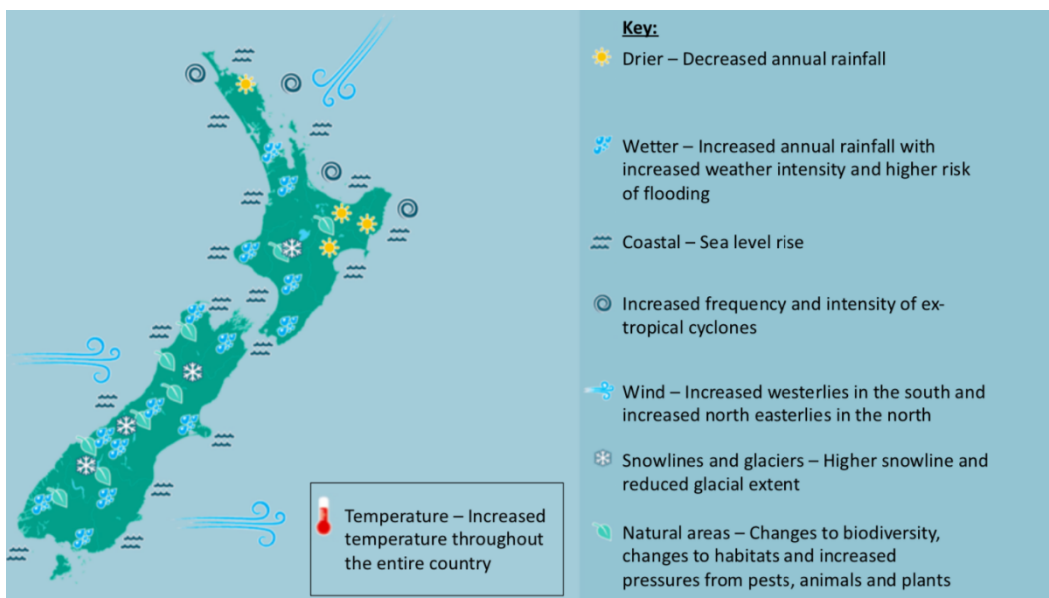 Key:
Drier – Decreased annual rainfall
Wetter – Increased annual rainfall with
increased weather intensity and higher risk
of flooding
Coastal – Sea level rise
Increased frequency and intensity of ex-
tropical cyclones
Wind – Increased westerlies in the south and
increased north easterlies in the north
Snowlines and glaciers – Higher snowline and
reduced glacial extent
Natural areas – Changes to biodiversity,
changes to habitats and increased
pressures from pests, animals and plants
Temperature – Increased
temperature throughout
the entire country